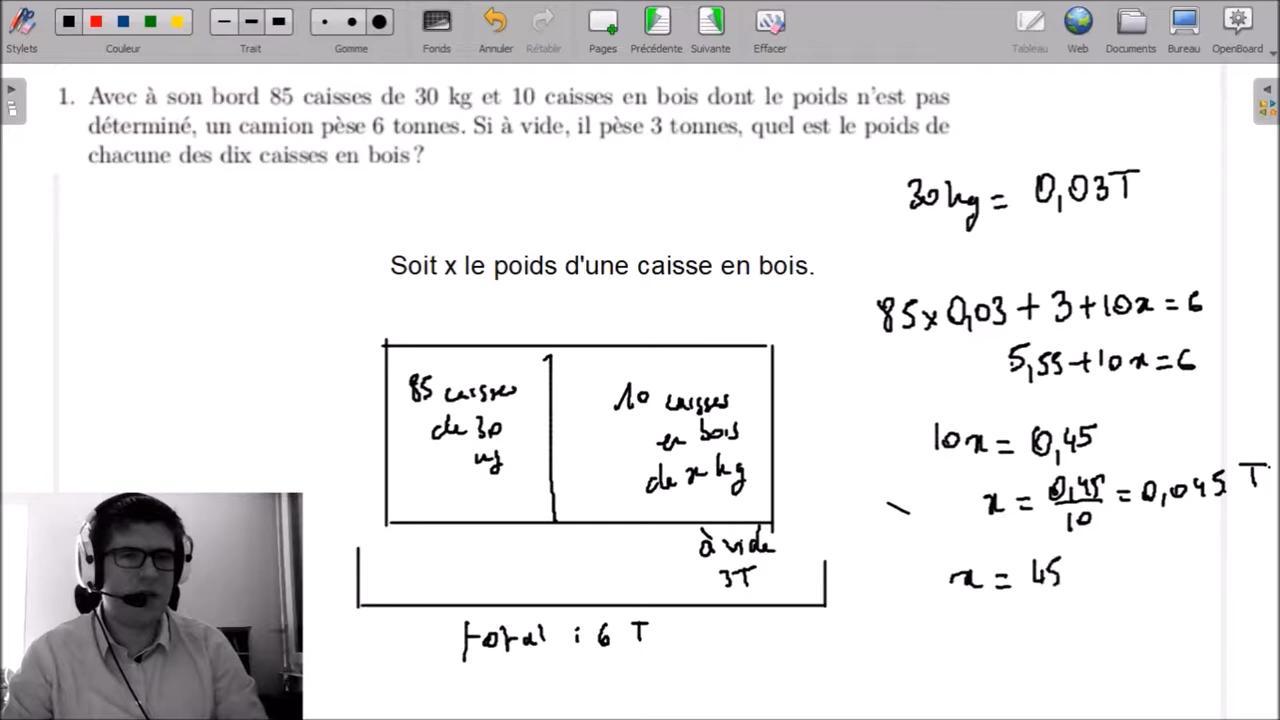 Stylets
Couleur
Trait
Gomme
Fonds
Annuler
Rétablir
Pages
Précédente
Suivante
Effacer
Tableau
Web
Documents
Bureau
OpenBoard
1. Avec à son bord 85 caisses de 30 kg et 10 caisses en bois dont le poids n'est pas
déterminé, un camion pèse 6 tonnes. Si à vide, il pèse 3 tonnes, quel est le poids de
chacune des dix caisses en bois ?
30 kg = 0,03T
Soit x le poids d'une caisse en bois.
85 x 0,03 + 3 + 10x = 6
5,55 + 10x = 6
85 caisses
de 30
kg
10 caisses
en bois
de x kg
10x = 0,45
x = 0,45/10 = 0,045 T
à vide
3T
x = 45
total : 6 T